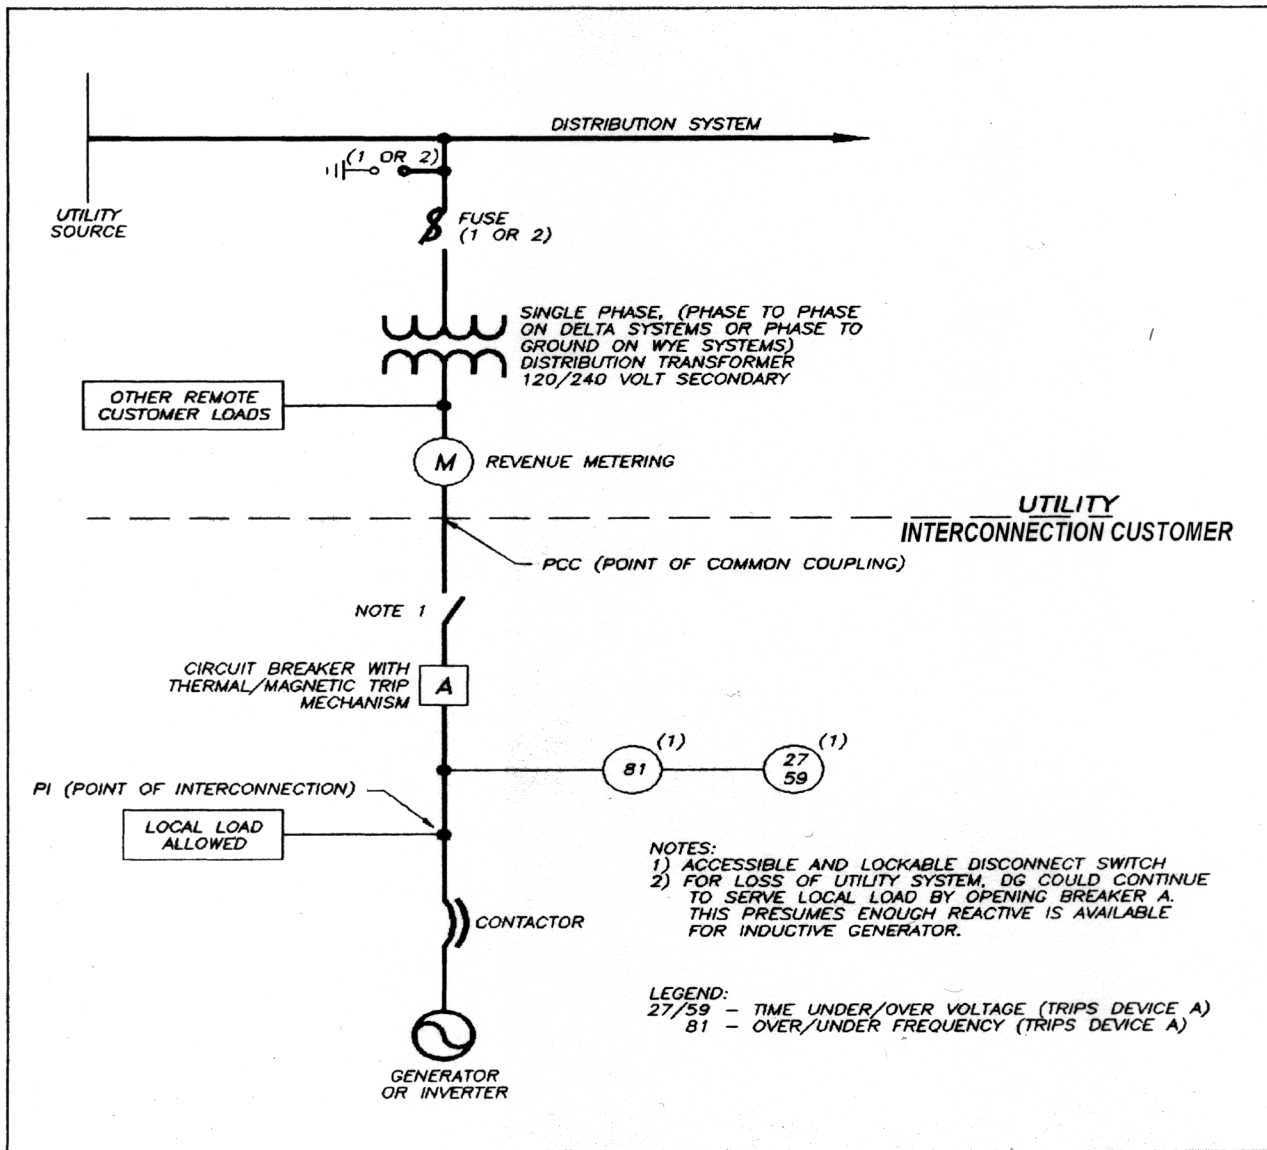 DISTRIBUTION SYSTEM
(1 OR 2)
UTILITY
SOURCE
FUSE
(1 OR 2)
SINGLE PHASE, (PHASE TO PHASE
ON DELTA SYSTEMS OR PHASE TO
GROUND ON WYE SYSTEMS)
DISTRIBUTION TRANSFORMER
120/240 VOLT SECONDARY
OTHER REMOTE
CUSTOMER LOADS
M
REVENUE METERING
UTILITY
INTERCONNECTION CUSTOMER
PCC (POINT OF COMMON COUPLING)
NOTE 1
CIRCUIT BREAKER WITH
THERMAL/MAGNETIC TRIP
MECHANISM
A
81
(1)
27
59
(1)
PI (POINT OF INTERCONNECTION)
LOCAL LOAD
ALLOWED
CONTACTOR
GENERATOR
OR INVERTER
NOTES:
1) ACCESSIBLE AND LOCKABLE DISCONNECT SWITCH
2) FOR LOSS OF UTILITY SYSTEM, DG COULD CONTINUE
TO SERVE LOCAL LOAD BY OPENING BREAKER A.
THIS PRESUMES ENOUGH REACTIVE IS AVAILABLE
FOR INDUCTIVE GENERATOR.
LEGEND:
27/59 – TIME UNDER/OVER VOLTAGE (TRIPS DEVICE A)
81 – OVER/UNDER FREQUENCY (TRIPS DEVICE A)